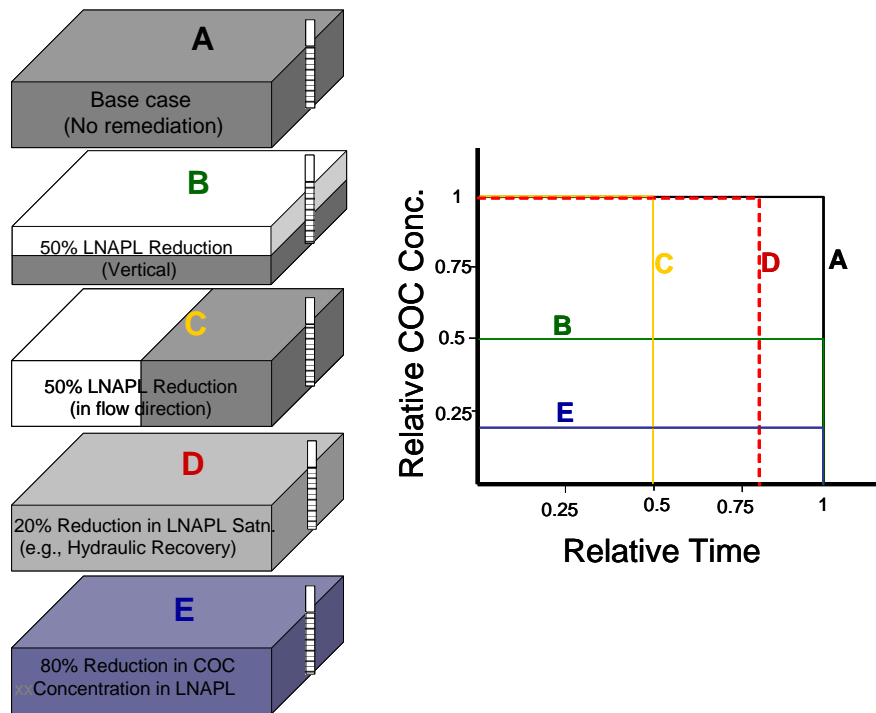 A
Base case
(No remediation)
B
50% LNAPL Reduction
(Vertical)
C
50% LNAPL Reduction
(in flow direction)
D
20% Reduction in LNAPL Satn.
(e.g., Hydraulic Recovery)
E
80% Reduction in COC
xxConcentration in LNAPL
Relative COC Conc.
1
0.75
0.5
0.25
C
D
A
B
E
0.25
0.5
0.75
1
Relative Time